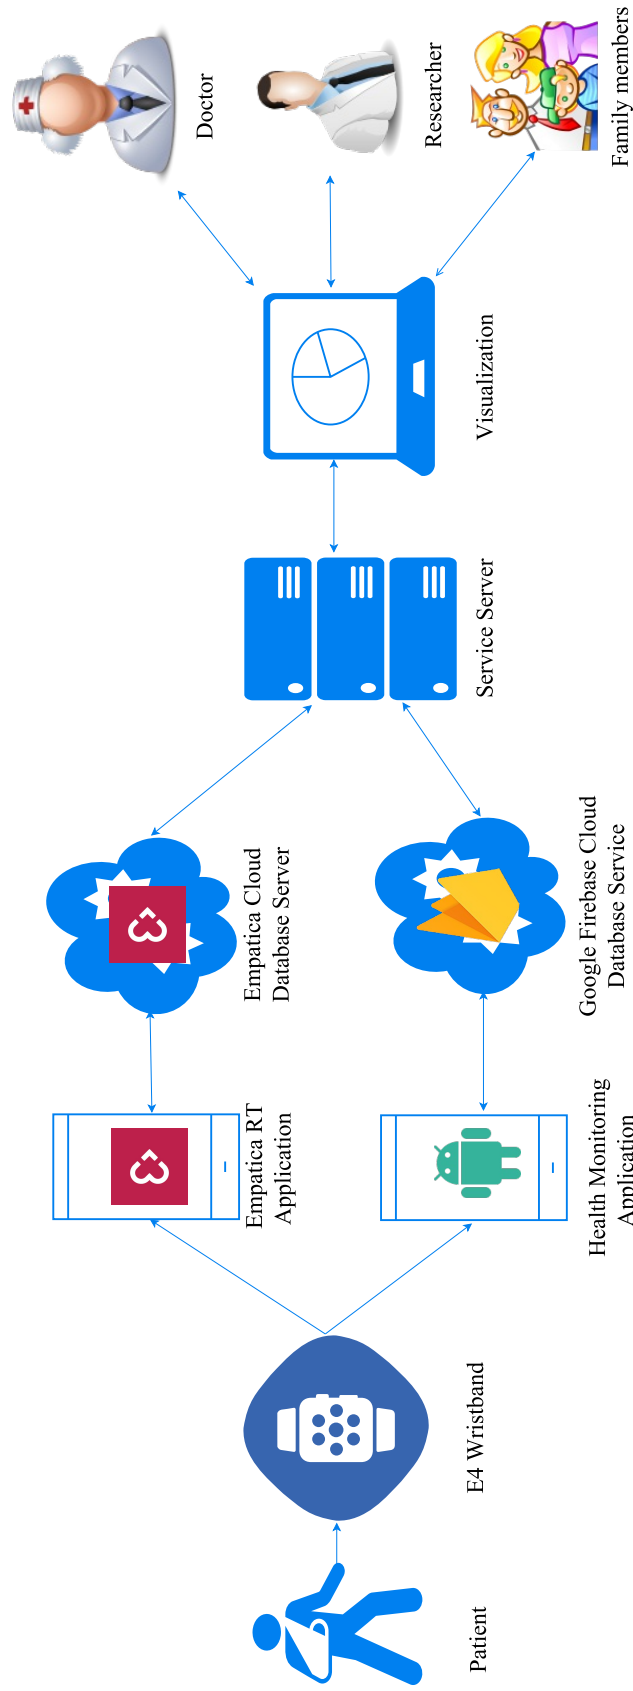 Patient
E4 Wristband
Empatica RT
Application
Health Monitoring
Application
Empatica Cloud
Database Server
Google Firebase Cloud
Database Service
Service Server
Visualization
Doctor
Researcher
Family members